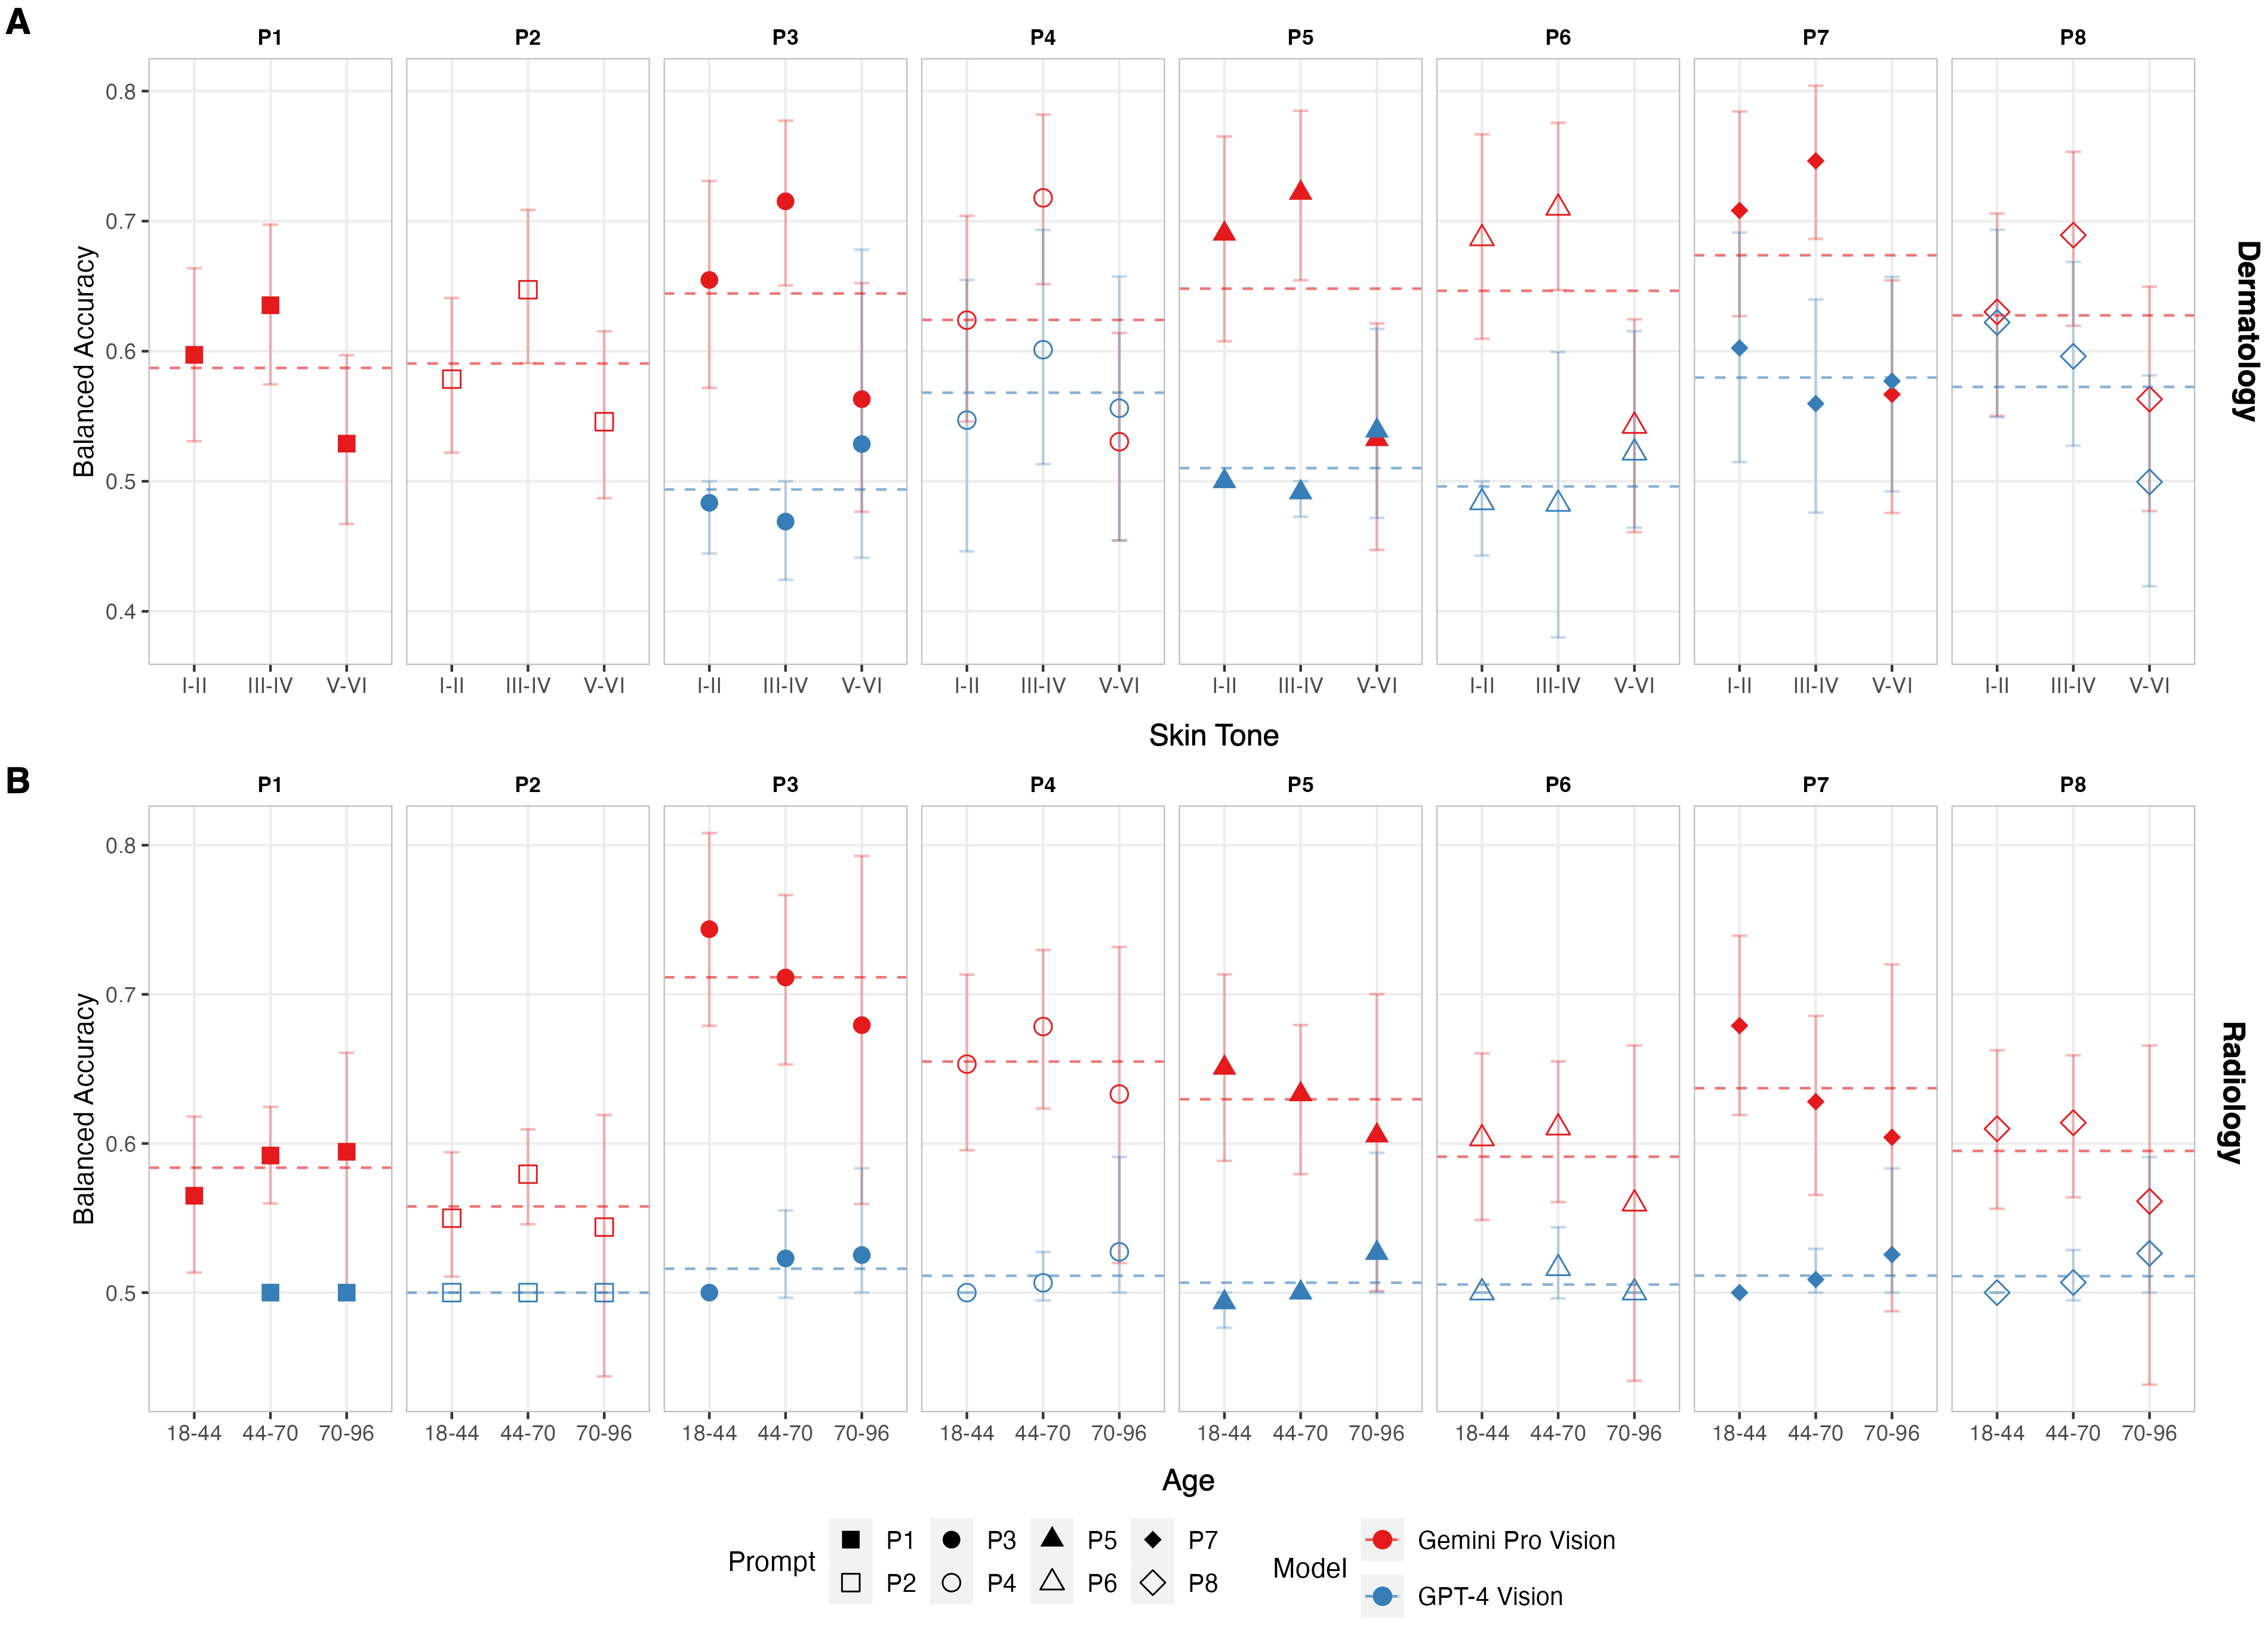 A
P1 P2 P3 P4 P5 P6 P7 P8
0.8
0.7
0.6
0.5
0.4
Balanced Accuracy
Dermatology
I-II III-IV V-VI I-II III-IV V-VI I-II III-IV V-VI I-II III-IV V-VI I-II III-IV V-VI I-II III-IV V-VI I-II III-IV V-VI I-II III-IV V-VI
Skin Tone
B
P1 P2 P3 P4 P5 P6 P7 P8
0.8
0.7
0.6
0.5
Balanced Accuracy
Radiology
18-44 44-70 70-96 18-44 44-70 70-96 18-44 44-70 70-96 18-44 44-70 70-96 18-44 44-70 70-96 18-44 44-70 70-96 18-44 44-70 70-96 18-44 44-70 70-96
Age
Prompt
P1 P3 P5 P7
P2 P4 P6 P8
Model
Gemini Pro Vision
GPT-4 Vision